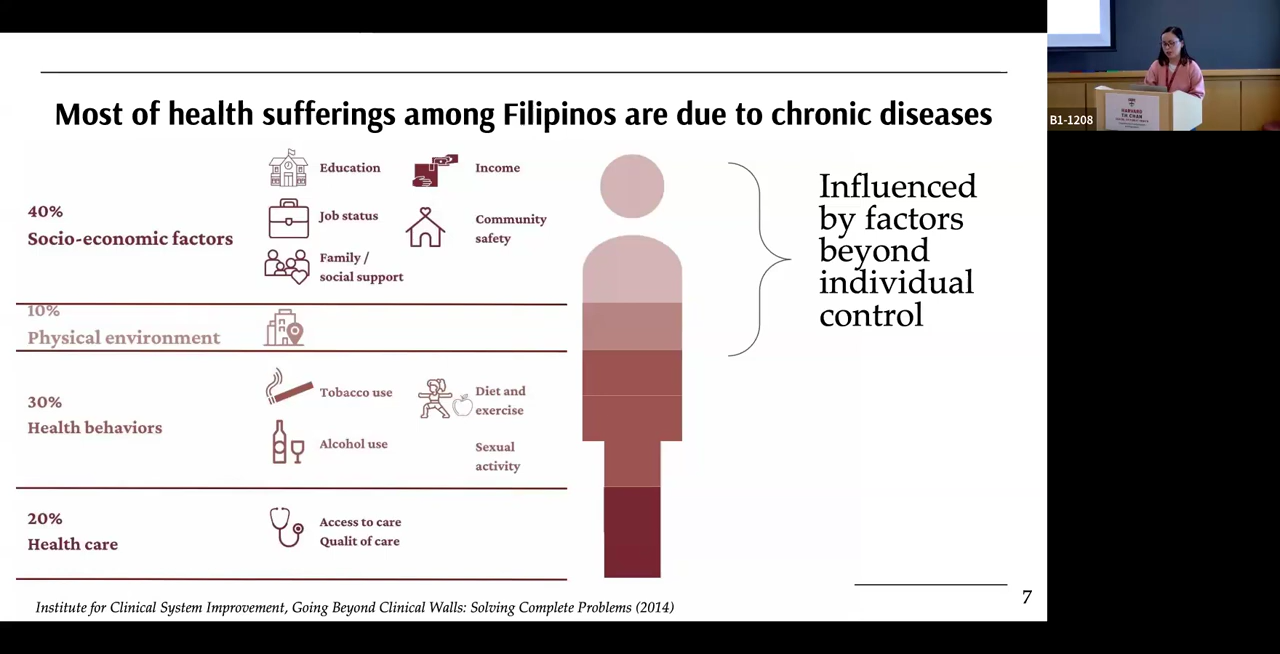 Most of health sufferings among Filipinos are due to chronic diseases
40%
Socio-economic factors
Education
Income
Job status
Community
safety
Family /
social support
10%
Physical environment
30%
Health behaviors
Tobacco use
Diet and
exercise
Alcohol use
Sexual
activity
20%
Health care
Access to care
Qualit of care
Influenced
by factors
beyond
individual
control
Institute for Clinical System Improvement, Going Beyond Clinical Walls: Solving Complete Problems (2014)
7
B1-1208
HARVARD
TH CHAN